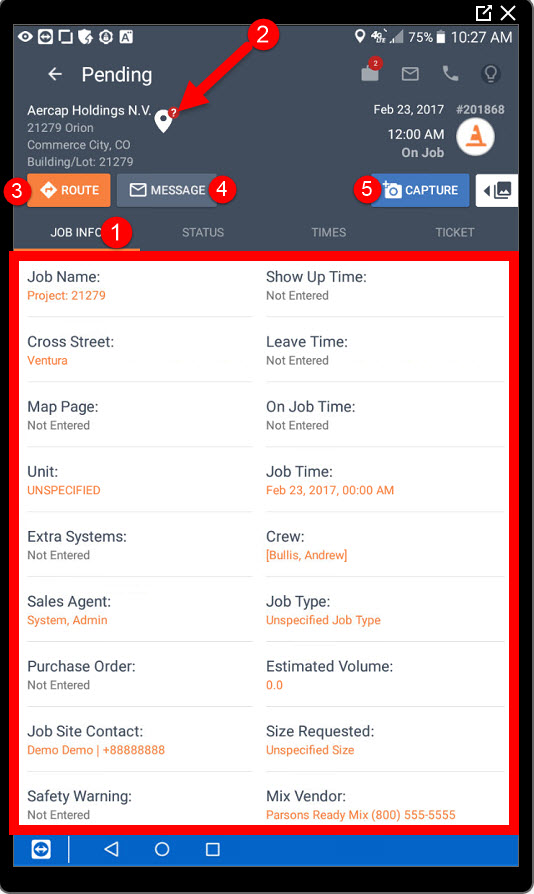 75% 10:27 AM
2
Pending
2
Aercap Holdings N.V.
?
Feb 23, 2017 #201868
21279 Orion
Commerce City, CO
12:00 AM
Building/Lot: 21279
On Job
3 ROUTE
MESSAGE 4
5 CAPTURE
JOB INFO 1
STATUS
TIMES
TICKET
Job Name:
Project: 21279
Show Up Time:
Not Entered
Cross Street:
Ventura
Leave Time:
Not Entered
Map Page:
Not Entered
On Job Time:
Not Entered
Unit:
UNSPECIFIED
Job Time:
Feb 23, 2017, 00:00 AM
Extra Systems:
Not Entered
Crew:
[Bullis, Andrew]
Sales Agent:
System, Admin
Job Type:
Unspecified Job Type
Purchase Order:
Not Entered
Estimated Volume:
0.0
Job Site Contact:
Demo Demo | +88888888
Size Requested:
Unspecified Size
Safety Warning:
Not Entered
Mix Vendor:
Parsons Ready Mix (800) 555-5555